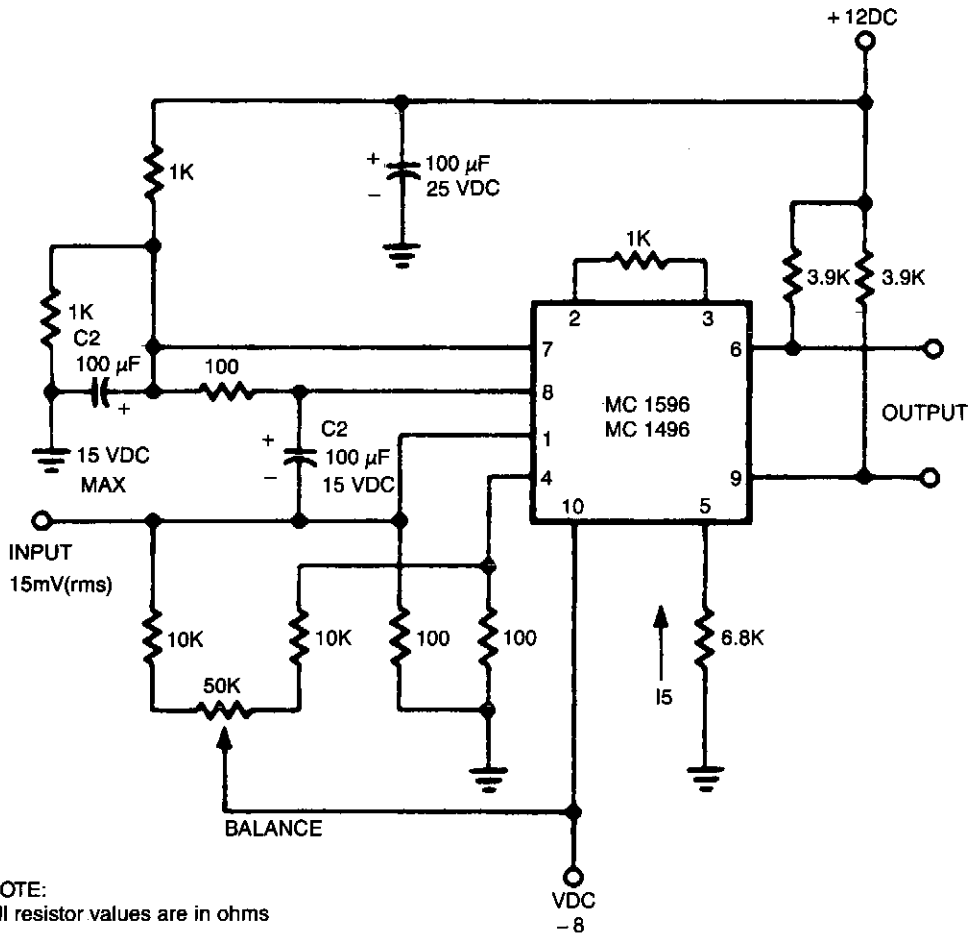 +12DC
1K
+
100 µF
25 VDC
–
1K
3.9K
3.9K
1K
C2
100 µF
+
100
2
3
7
6
8
MC 1596
MC 1496
OUTPUT
15 VDC
MAX
+
C2
100 µF
15 VDC
–
1
4
9
10
5
INPUT
15mV(rms)
10K
10K
100
100
6.8K
I5
50K
BALANCE
OTE:
ll resistor values are in ohms
VDC
–8